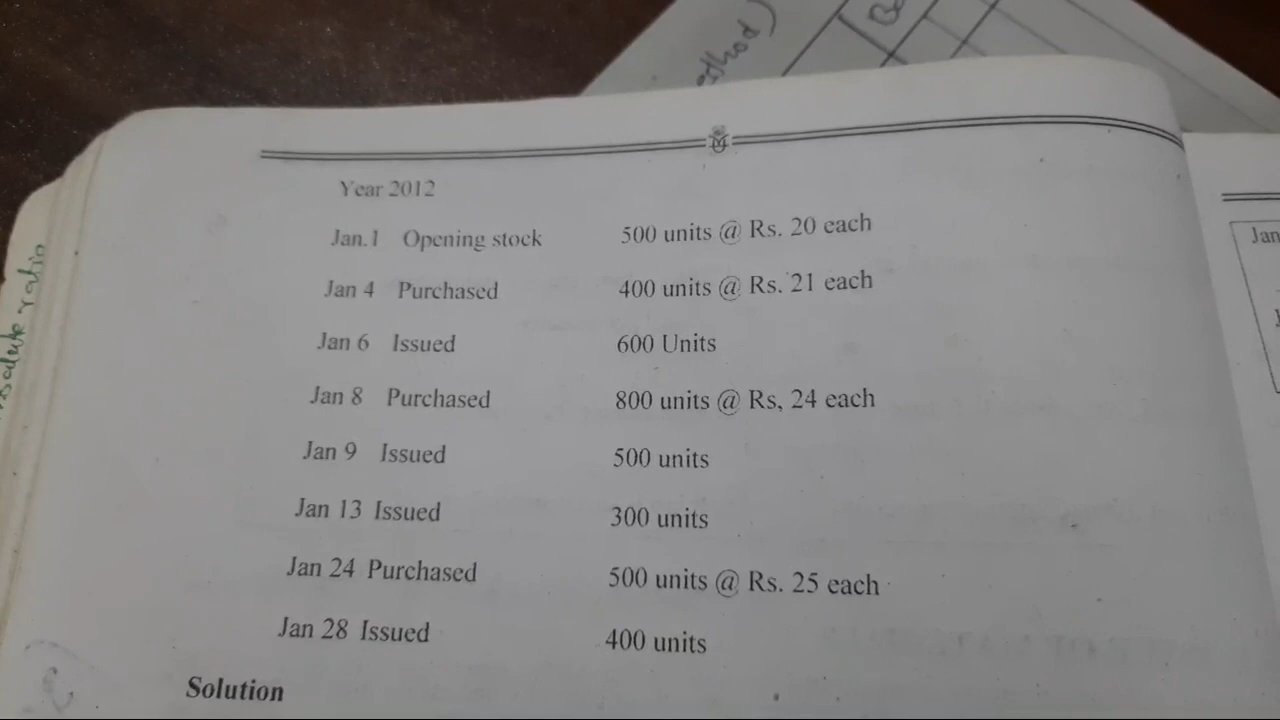 Year 2012
Jan.1 Opening stock 500 units @ Rs. 20 each
Jan 4 Purchased 400 units @ Rs. 21 each
Jan 6 Issued 600 Units
Jan 8 Purchased 800 units @ Rs, 24 each
Jan 9 Issued 500 units
Jan 13 Issued 300 units
Jan 24 Purchased 500 units @ Rs. 25 each
Jan 28 Issued 400 units
Solution
Jan
ratio